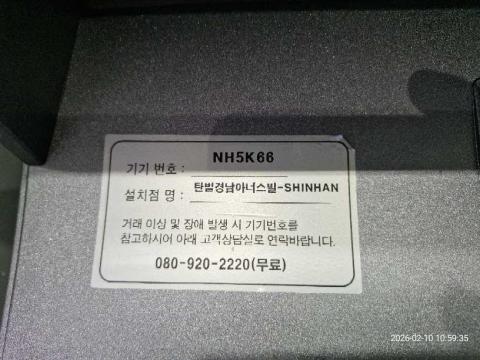 NH5K66
기기 번호 :
설치점 명 : 탄벌경남아너스빌-SHINHAN
거래 이상 및 장애 발생 시 기기번호를
참고하시어 아래 고객상담실로 연락바랍니다.
080-920-2220(무료)
2026-02-10 10:59:35